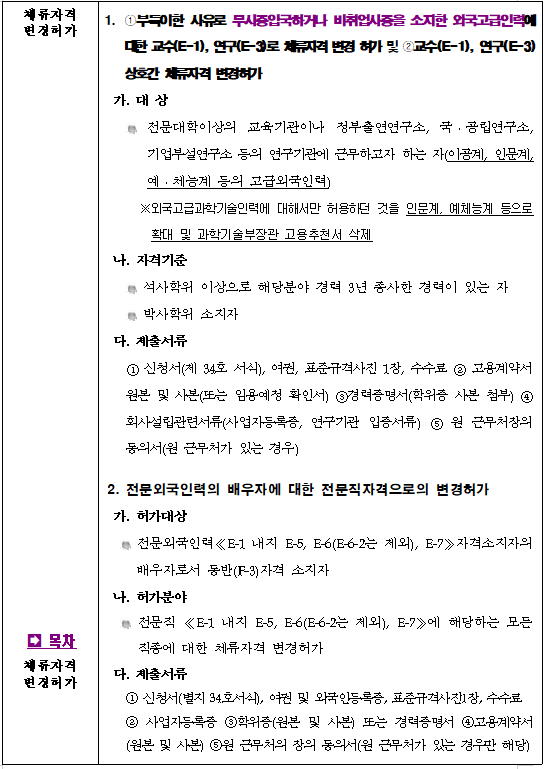 체류자격
변경허가
1. ①부득이한 사유로 무사증입국하거나 비취업사증을 소지한 외국고급인력에
대한 교수(E-1), 연구(E-3)로 체류자격 변경 허가 및 ②교수(E-1), 연구(E-3)
상호간 체류자격 변경허가
가. 대 상
전문대학이상의 교육기관이나 정부출연연구소, 국·공립연구소,
기업부설연구소 등의 연구기관에 근무하고자 하는 자(이공계, 인문계,
예·체능계 등의 고급외국인력)
※외국고급과학기술인력에 대해서만 허용하던 것을 인문계, 예체능계 등으로
확대 및 과학기술부장관 고용추천서 삭제
나. 자격기준
석사학위 이상으로 해당분야 경력 3년 종사한 경력이 있는 자
박사학위 소지자
다. 제출서류
① 신청서(제 34호 서식), 여권, 표준규격사진 1장, 수수료 ② 고용계약서
원본 및 사본(또는 임용예정 확인서) ③경력증명서(학위증 사본 첨부) ④
회사설립관련서류(사업자등록증, 연구기관 입증서류) ⑤ 원 근무처장의
동의서(원 근무처가 있는 경우)
2. 전문외국인력의 배우자에 대한 전문직자격으로의 변경허가
가. 허가대상
전문외국인력≪E-1 내지 E-5, E-6(E-6-2는 제외), E-7≫자격소지자의
배우자로서 동반(F-3)자격 소지자
나. 허가분야
전문직 ≪E-1 내지 E-5, E-6(E-6-2는 제외), E-7≫에 해당하는 모든
직종에 대한 체류자격 변경허가
목차
체류자격
변경허가
다. 제출서류
① 신청서(별지 34호서식), 여권 및 외국인등록증, 표준규격사진1장, 수수료
② 사업자등록증 ③학위증(원본 및 사본) 또는 경력증명서 ④고용계약서
(원본 및 사본) ⑤원 근무처의 장의 동의서(원 근무처가 있는 경우만 해당)